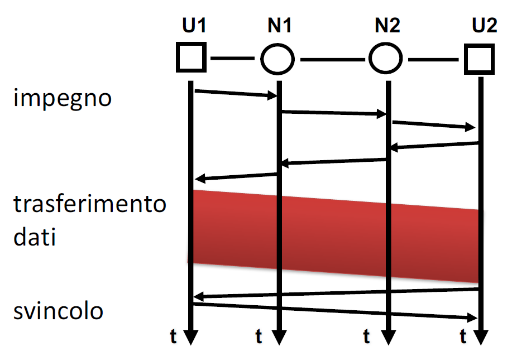 U1 N1 N2 U2
impegno
trasferimento
dati
svincolo
t t t t